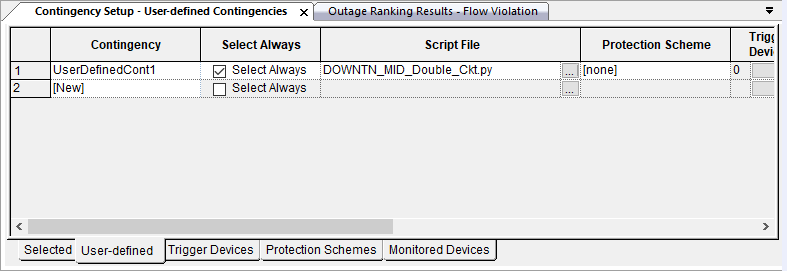 Contingency Setup - User-defined Contingencies × Outage Ranking Results - Flow Violation
Contingency Select Always Script File Protection Scheme Trigg
Devic
1 UserDefinedCont1 Select Always DOWNTN_MID_Double_Ckt.py ... [none] 0
2 [New] Select Always ...
Selected User-defined Trigger Devices Protection Schemes Monitored Devices